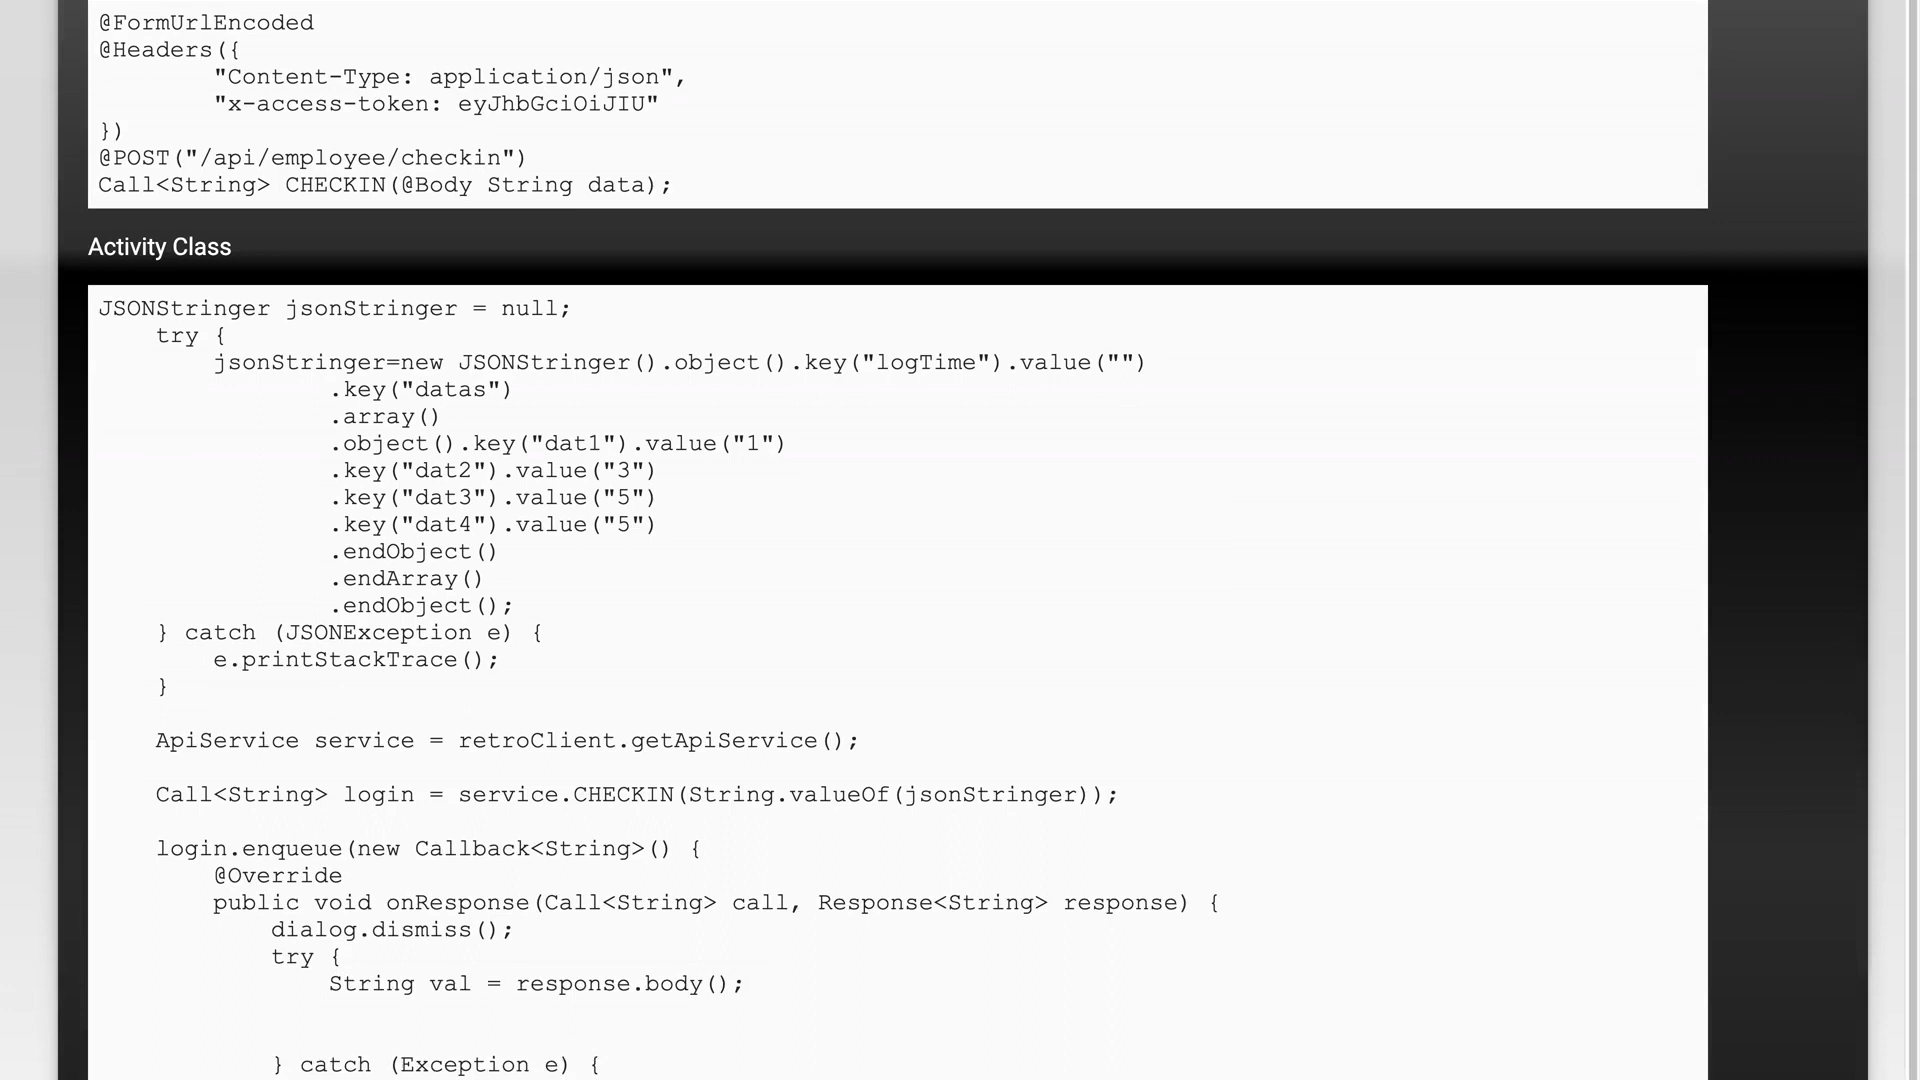 @FormUrlEncoded
@Headers({
        "Content-Type: application/json",
        "x-access-token: eyJhbGciOiJIU"
})
@POST("/api/employee/checkin")
Call<String> CHECKIN(@Body String data);
Activity Class
JSONStringer jsonStringer = null;
    try {
        jsonStringer=new JSONStringer().object().key("logTime").value("")
                .key("datas")
                .array()
                .object().key("dat1").value("1")
                .key("dat2").value("3")
                .key("dat3").value("5")
                .key("dat4").value("5")
                .endObject()
                .endArray()
                .endObject();
    } catch (JSONException e) {
        e.printStackTrace();
    }
    ApiService service = retroClient.getApiService();
    Call<String> login = service.CHECKIN(String.valueOf(jsonStringer));
    login.enqueue(new Callback<String>() {
        @Override
        public void onResponse(Call<String> call, Response<String> response) {
            dialog.dismiss();
            try {
                String val = response.body();
            } catch (Exception e) {